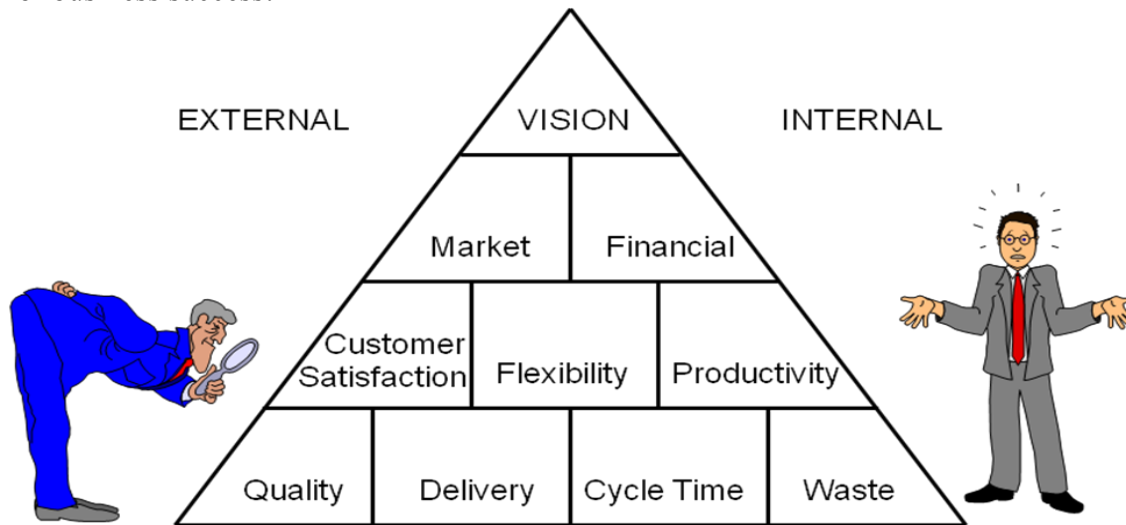 EXTERNAL VISION INTERNAL
Market Financial
Customer
Satisfaction Flexibility Productivity
Quality Delivery Cycle Time Waste